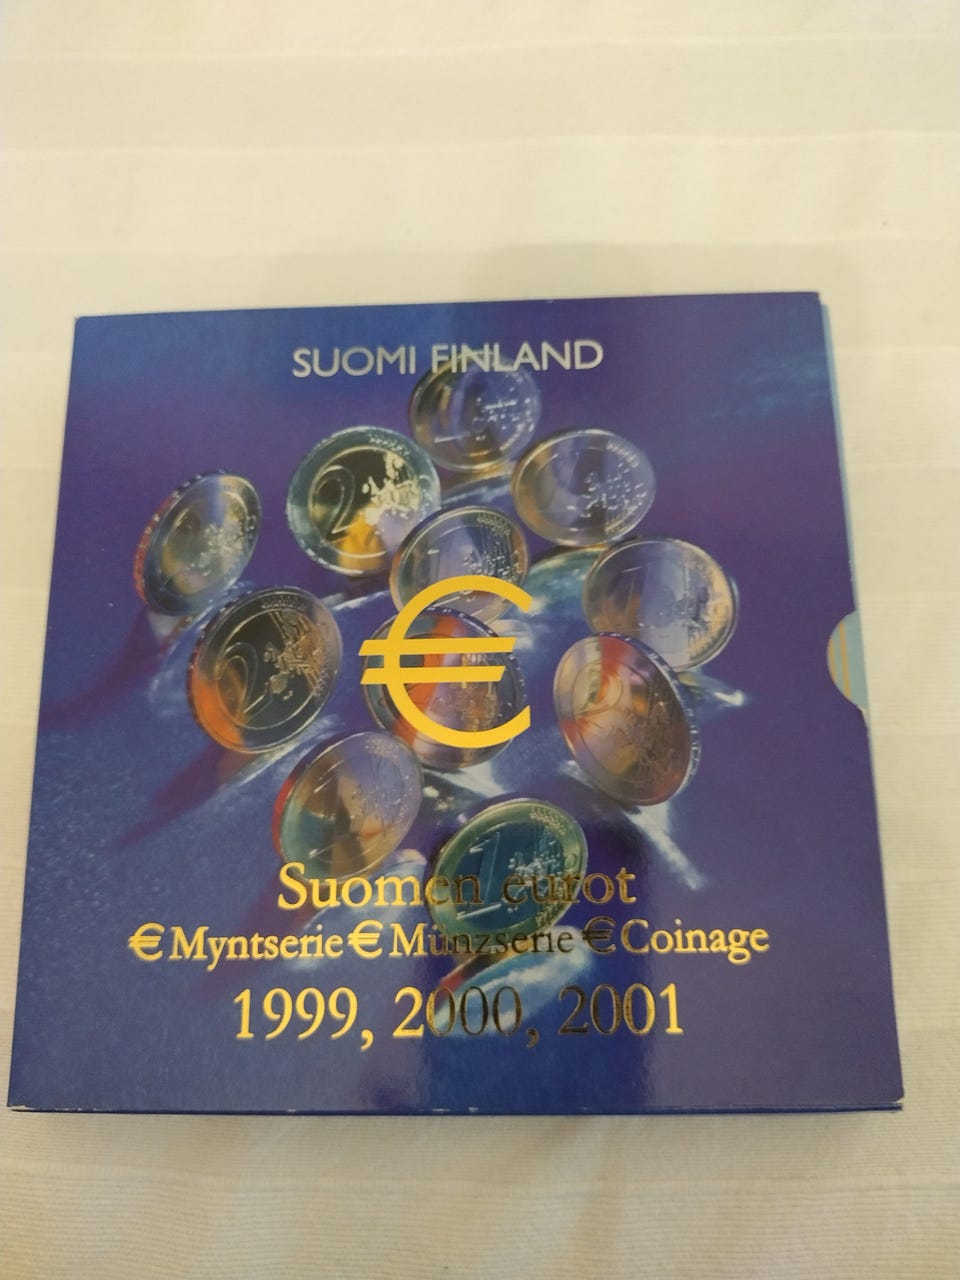 SUOMI FINLAND
€
Suomen eurot
€ Myntserie € Münzserie € Coinage
1999, 2000, 2001